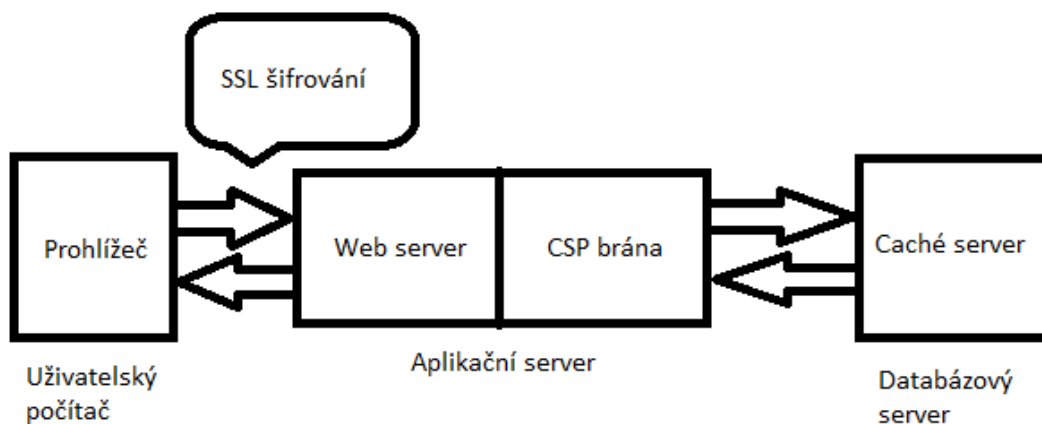 SSL šifrování
Prohlížeč
Web server
CSP brána
Caché server
Uživatelský
počítač
Aplikační server
Databázový
server